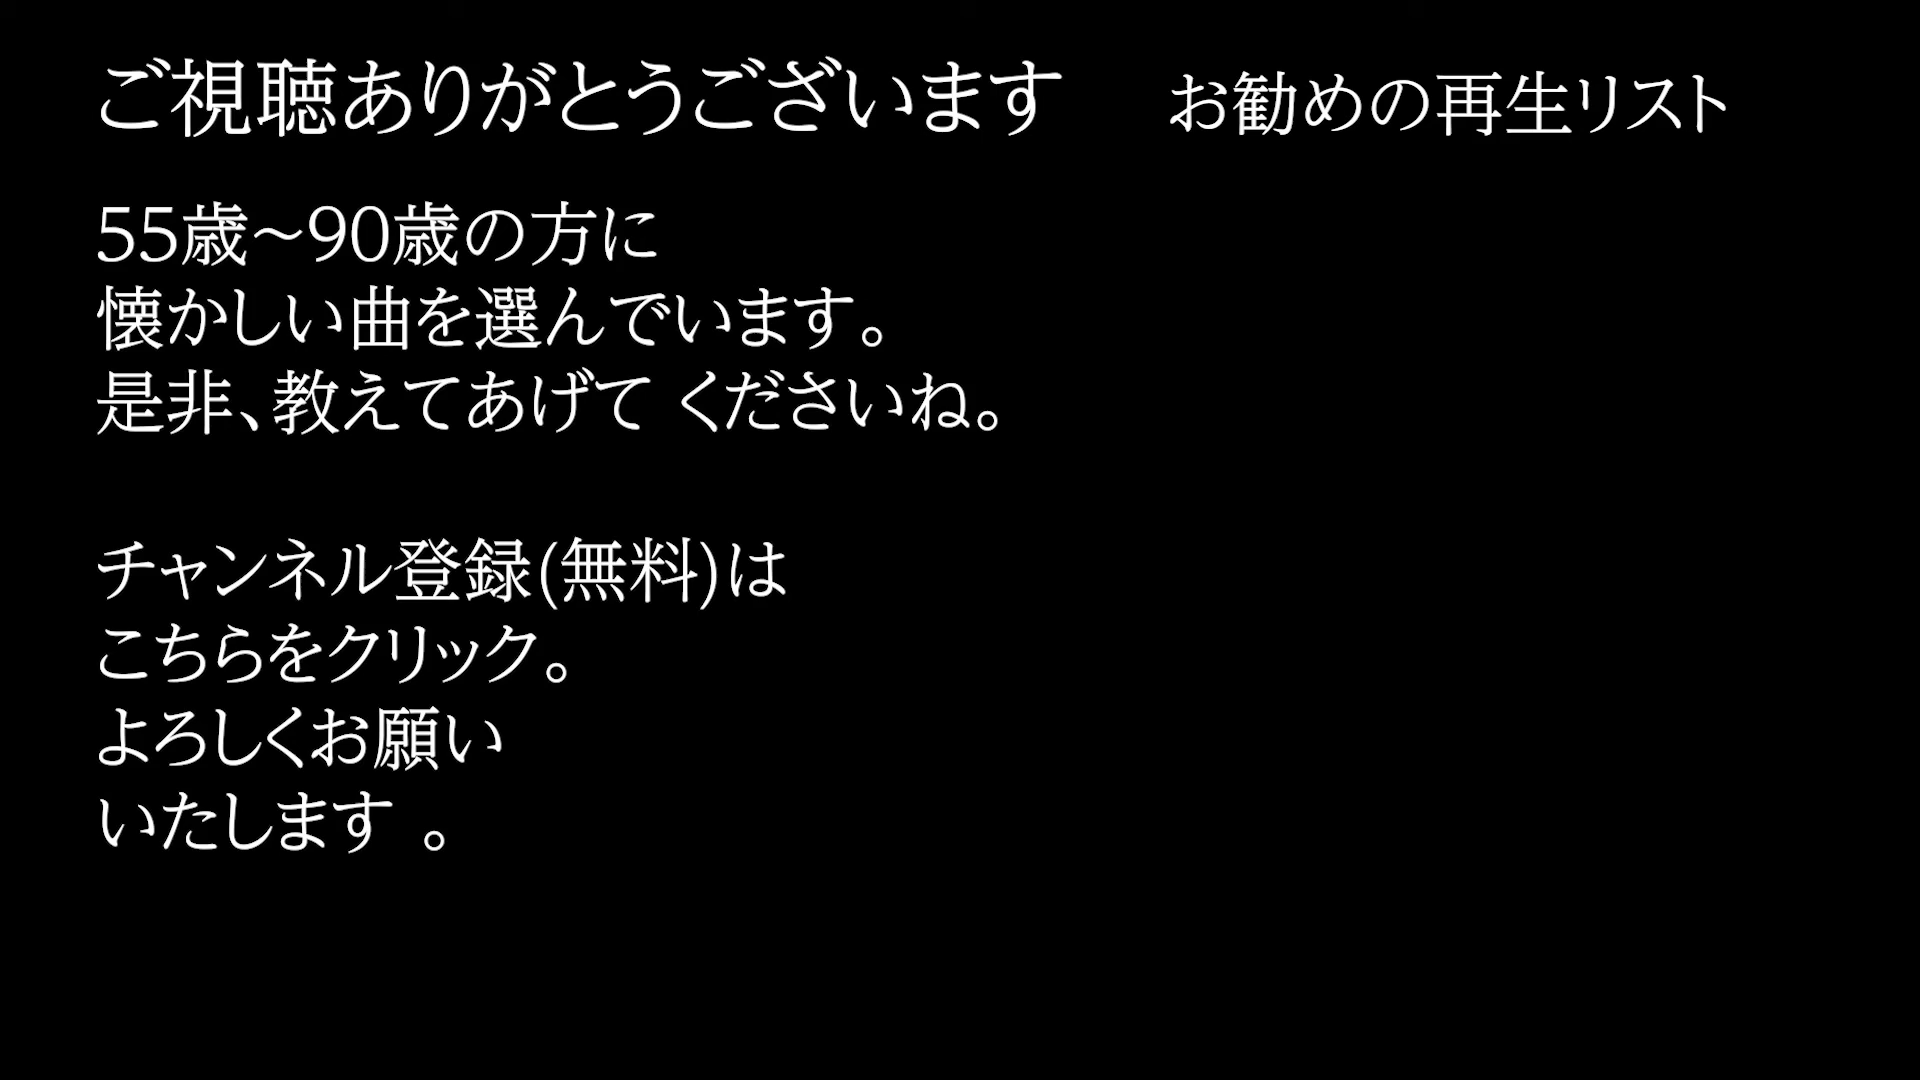 ご視聴ありがとうございます
お勧めの再生リスト
55歳～90歳の方に
懐かしい曲を選んでいます。
是非、教えてあげて くださいね。
チャンネル登録(無料)は
こちらをクリック。
よろしくお願い
いたします 。